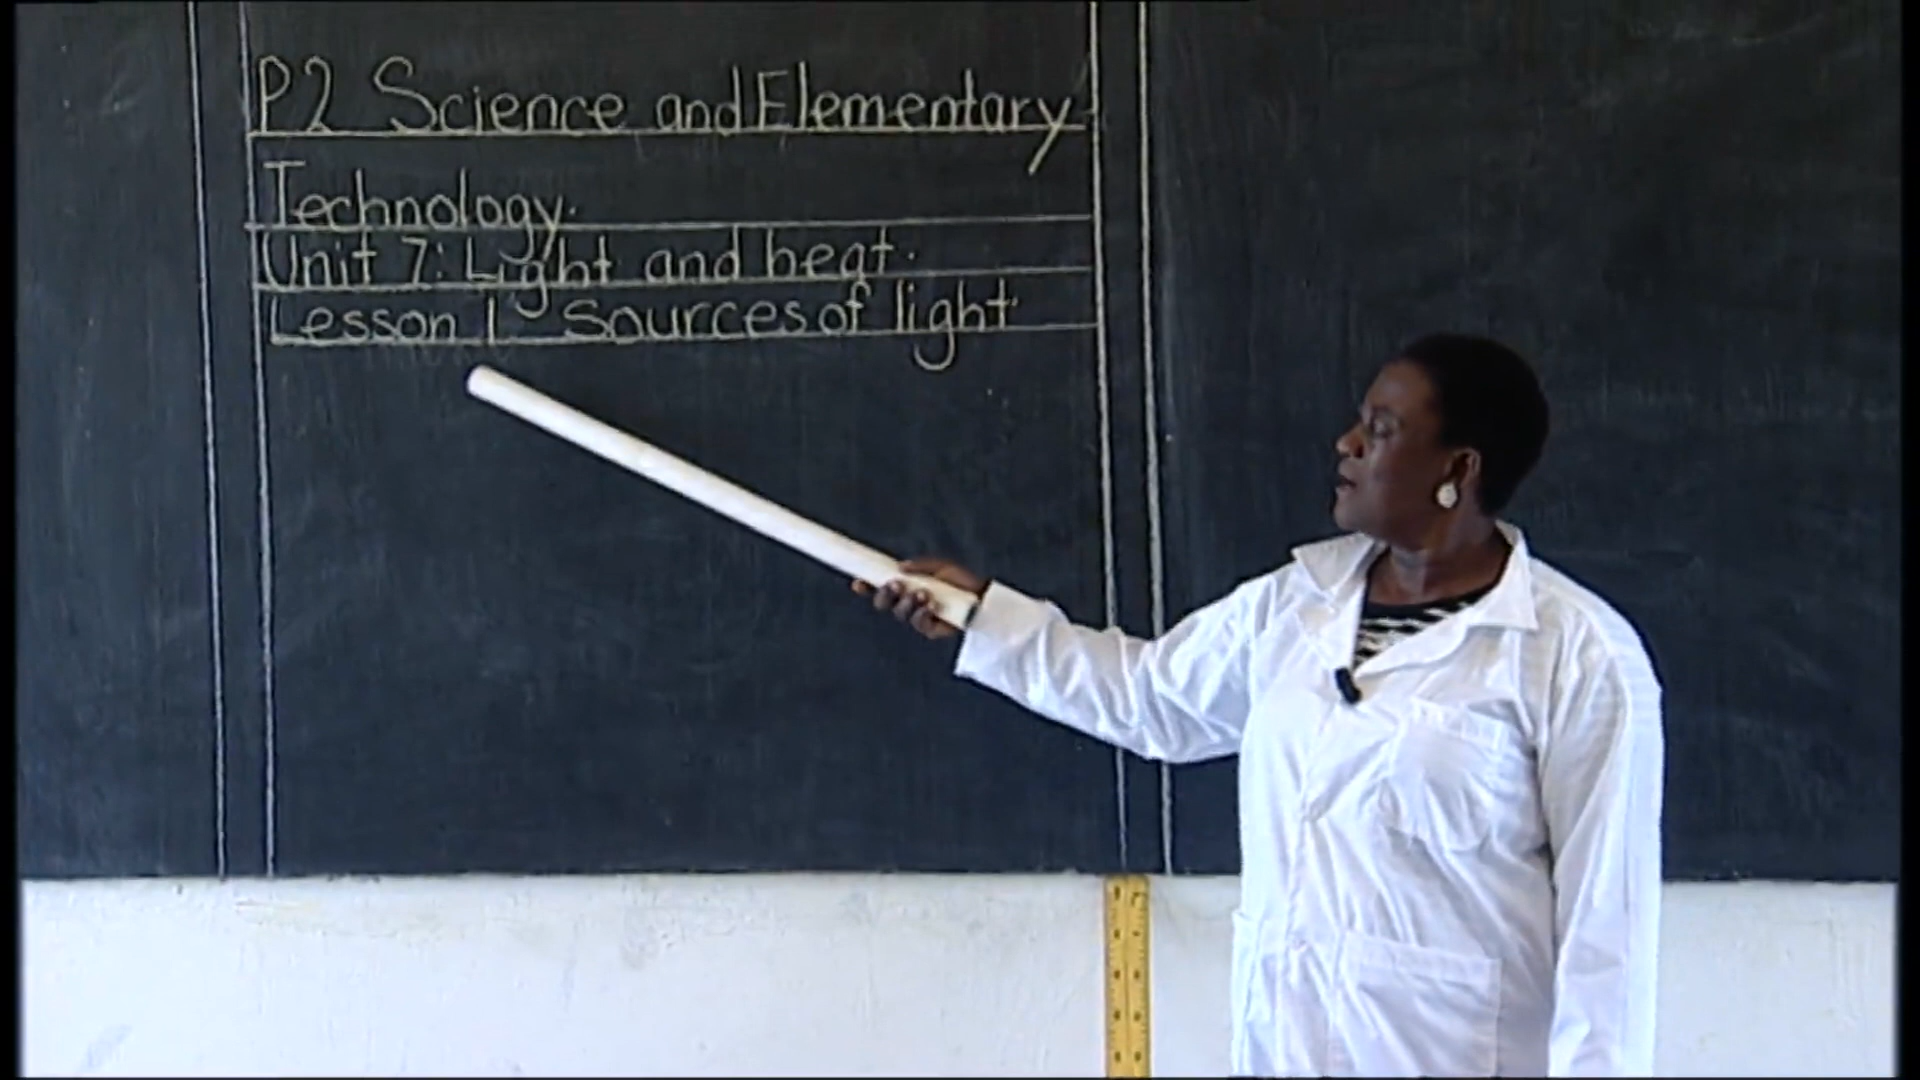 P2 Science and Elementary
Technology.
Unit 7: Light and heat.
Lesson 1 Sources of light.